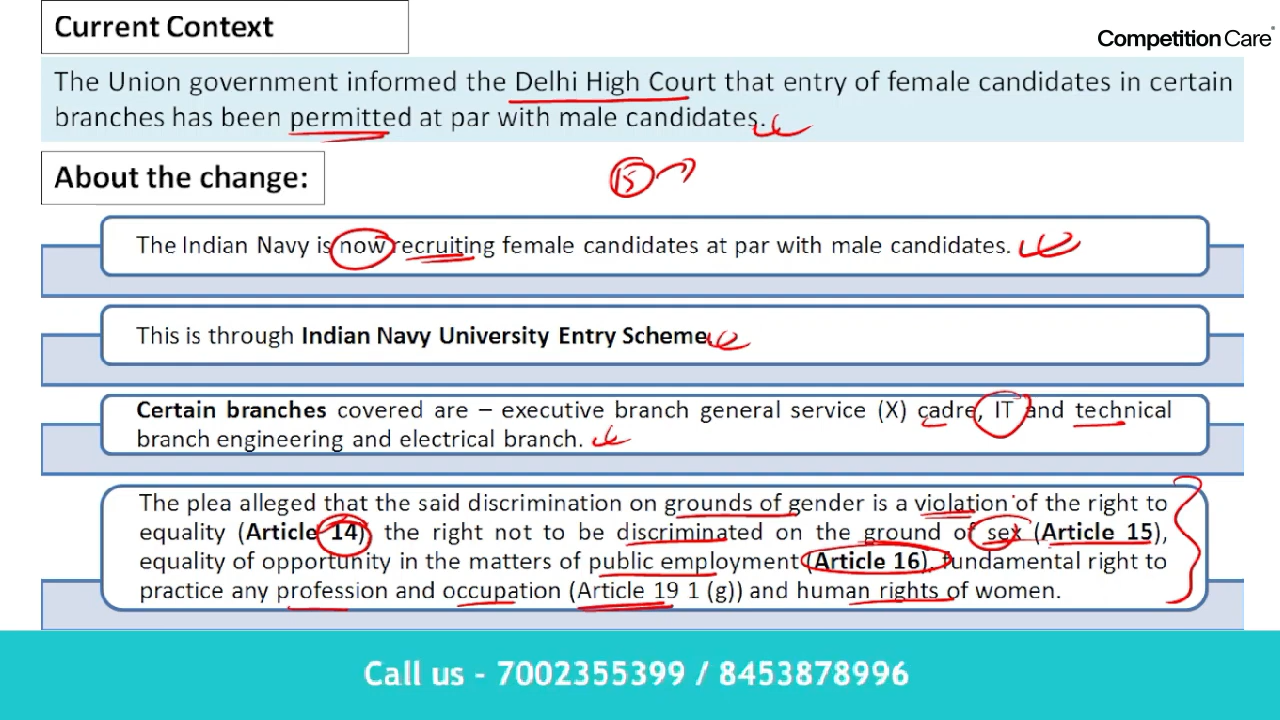 Current Context
Competition Care
The Union government informed the Delhi High Court that entry of female candidates in certain
branches has been permitted at par with male candidates.
15
About the change:
The Indian Navy is now recruiting female candidates at par with male candidates.
This is through Indian Navy University Entry Scheme.
Certain branches covered are – executive branch general service (X) cadre, IT and technical
branch engineering and electrical branch.
The plea alleged that the said discrimination on grounds of gender is a violation of the right to
equality (Article 14), the right not to be discriminated on the ground of sex (Article 15),
equality of opportunity in the matters of public employment (Article 16), fundamental right to
practice any profession and occupation (Article 19 1 (g)) and human rights of women.
Call us - 7002355399 / 8453878996